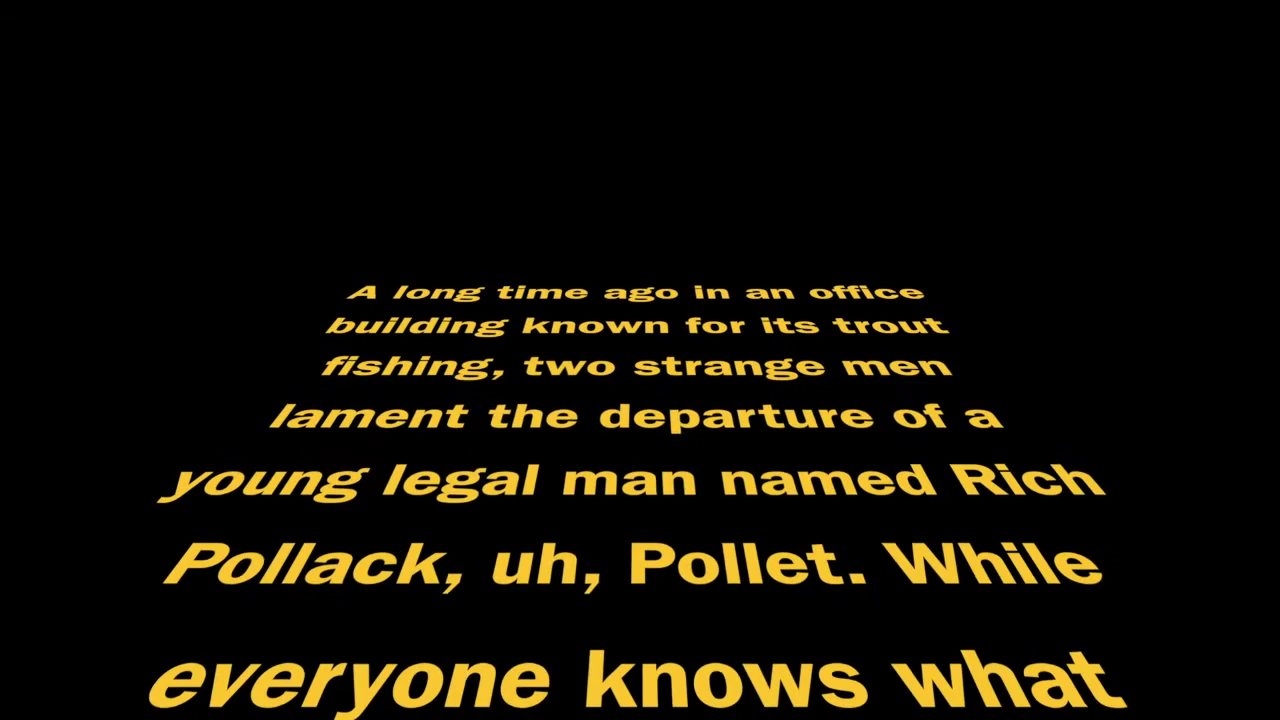 A long time ago in an office
building known for its trout
fishing, two strange men
lament the departure of a
young legal man named Rich
Pollack, uh, Pollet. While
everyone knows what